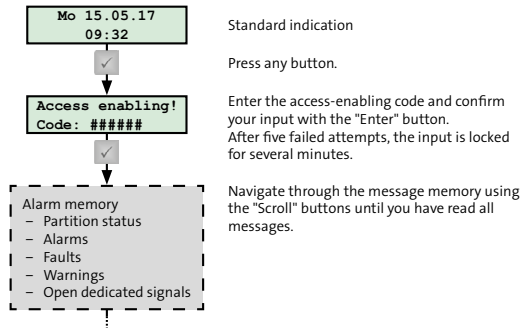 Mo 15.05.17
09:32
Standard indication
Press any button.
Access enabling!
Code: ######
Enter the access-enabling code and confirm
your input with the "Enter" button.
After five failed attempts, the input is locked
for several minutes.
Alarm memory
– Partition status
– Alarms
– Faults
– Warnings
– Open dedicated signals
Navigate through the message memory using
the "Scroll" buttons until you have read all
messages.